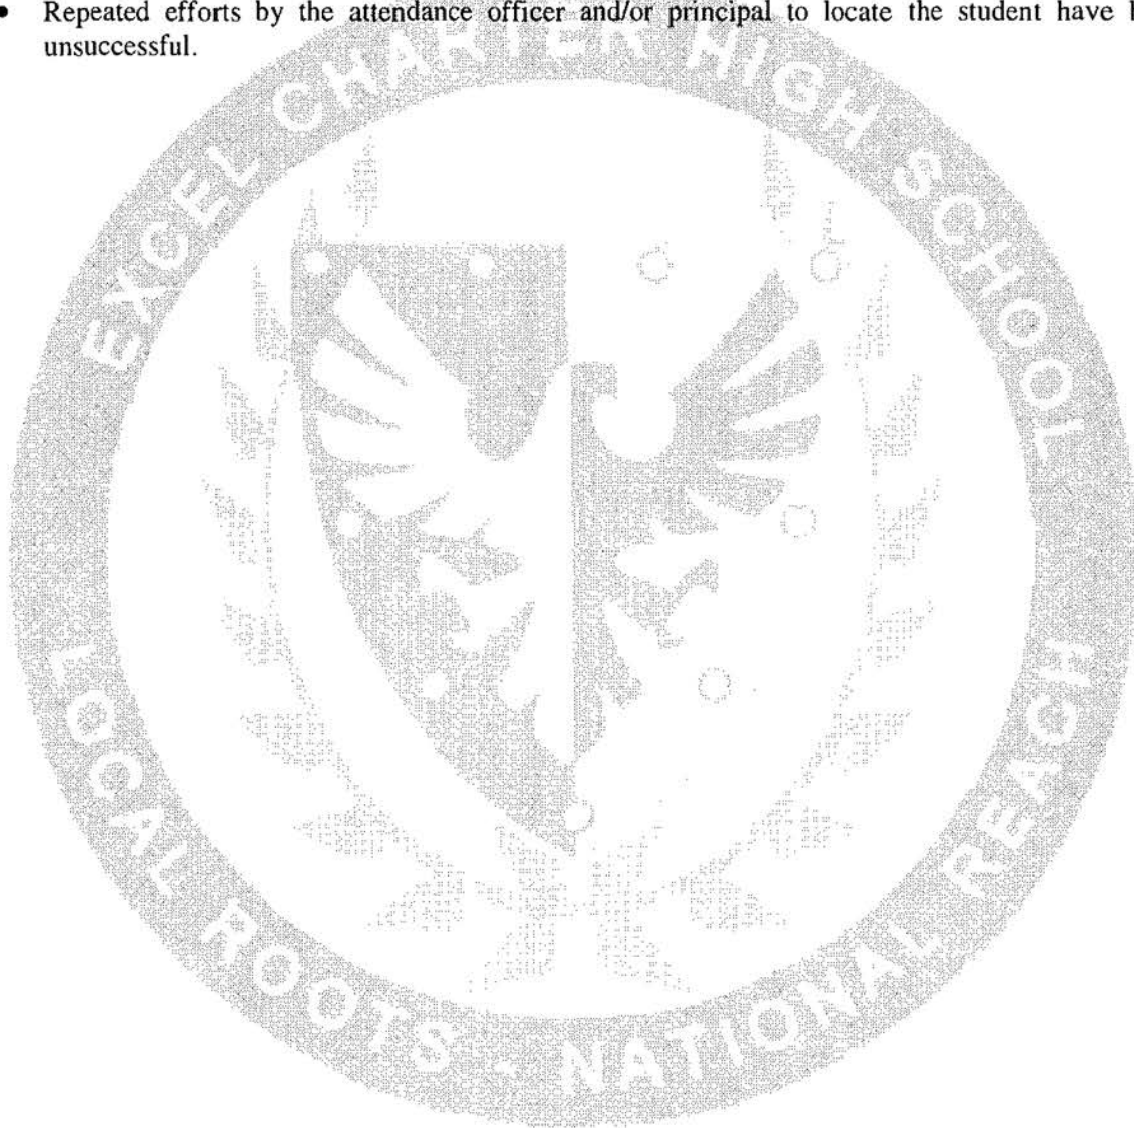 • Repeated efforts by the attendance officer and/or principal to locate the student have
unsuccessful.
EXCEL CHARTER HIGH SCHOOL
LOCAL ROOTS - NATIONAL REACH